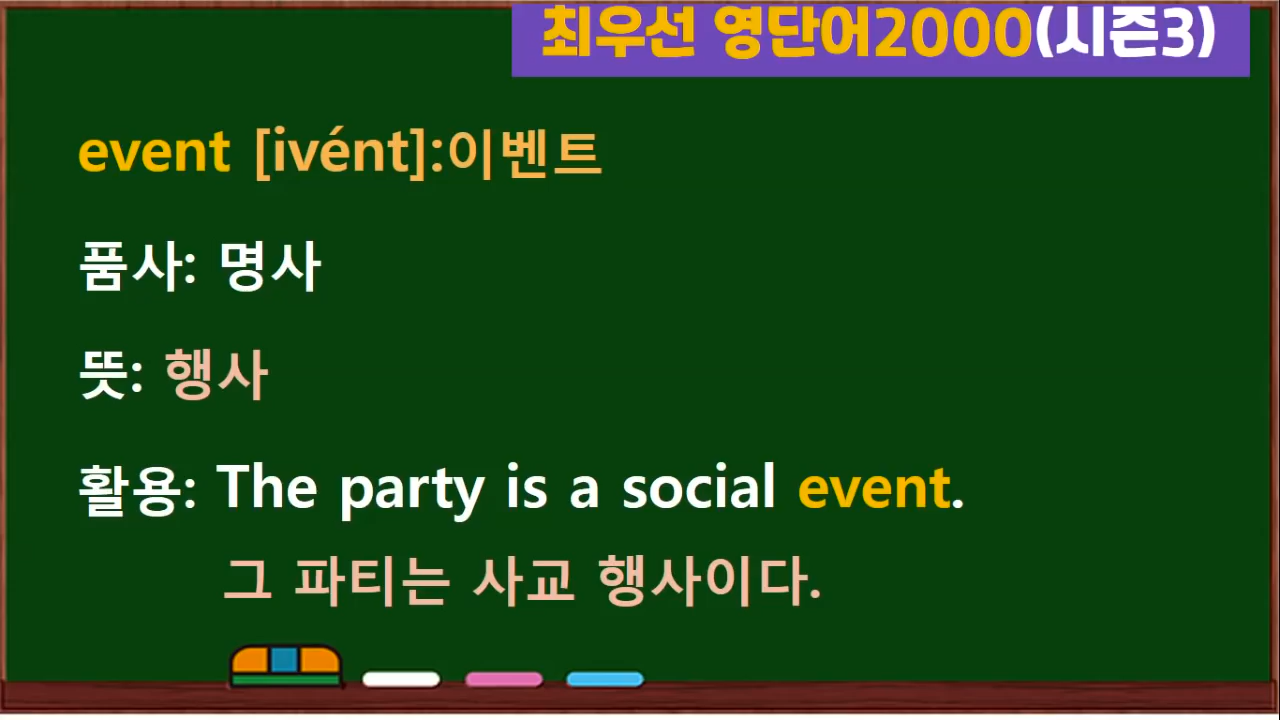 최우선 영단어2000(시즌3)
event [ivént]:이벤트
품사: 명사
뜻: 행사
활용: The party is a social event.
그 파티는 사교 행사이다.